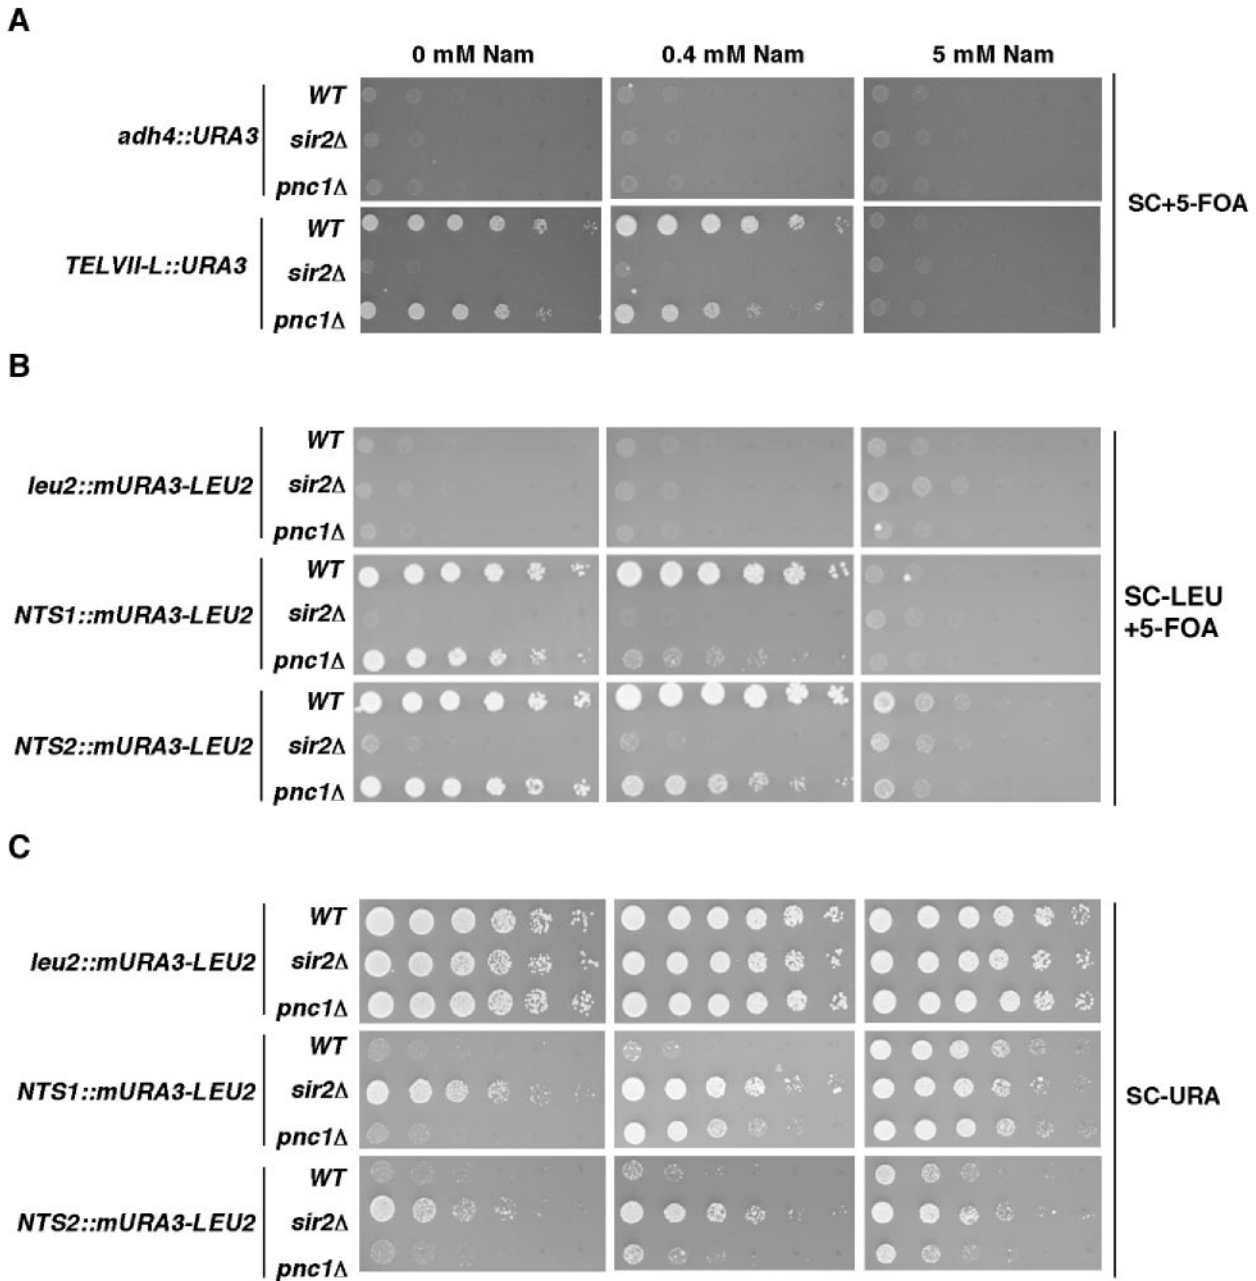 A
0 mM Nam 0.4 mM Nam 5 mM Nam
WT
adh4::URA3 sir2Δ
pnc1Δ
SC+5-FOA
WT
TELVII-L::URA3 sir2Δ
pnc1Δ
B
WT
leu2::mURA3-LEU2 sir2Δ
pnc1Δ
WT
NTS1::mURA3-LEU2 sir2Δ
pnc1Δ
SC-LEU
+5-FOA
WT
NTS2::mURA3-LEU2 sir2Δ
pnc1Δ
C
WT
leu2::mURA3-LEU2 sir2Δ
pnc1Δ
WT
NTS1::mURA3-LEU2 sir2Δ
pnc1Δ
SC-URA
WT
NTS2::mURA3-LEU2 sir2Δ
pnc1Δ